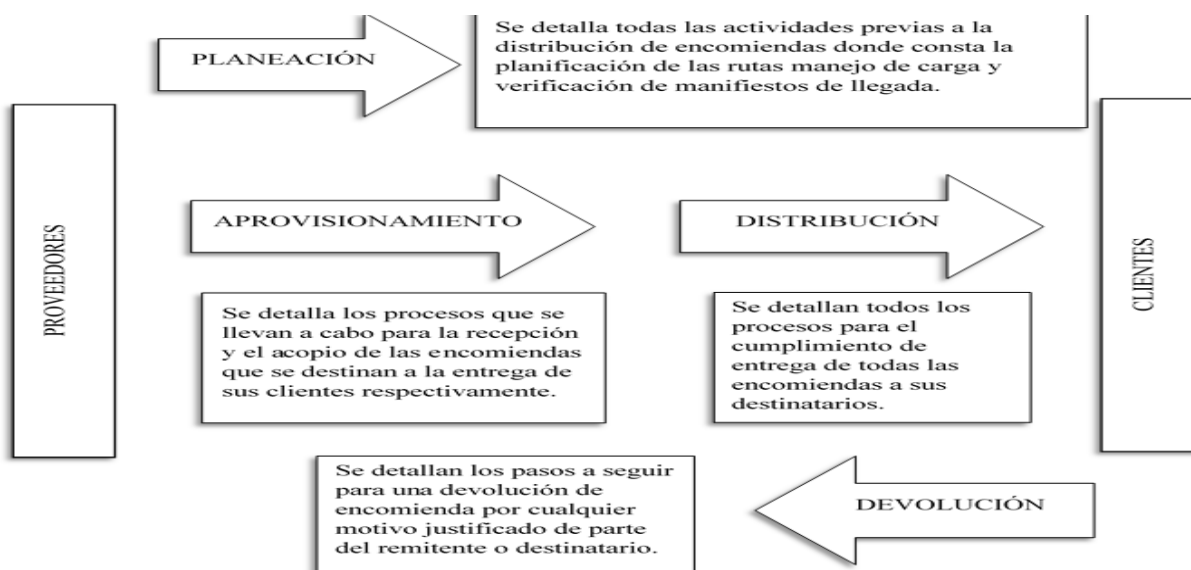 PLANEACIÓN
Se detalla todas las actividades previas a la
distribución de encomiendas donde consta la
planificación de las rutas manejo de carga y
verificación de manifiestos de llegada.
PROVEEDORES
APROVISIONAMIENTO
DISTRIBUCIÓN
CLIENTES
Se detalla los procesos que se
llevan a cabo para la recepción
y el acopio de las encomiendas
que se destinan a la entrega de
sus clientes respectivamente.
Se detallan todos los
procesos para el
cumplimiento de
entrega de todas las
encomiendas a sus
destinatarios.
Se detallan los pasos a seguir
para una devolución de
encomienda por cualquier
motivo justificado de parte
del remitente o destinatario.
DEVOLUCIÓN